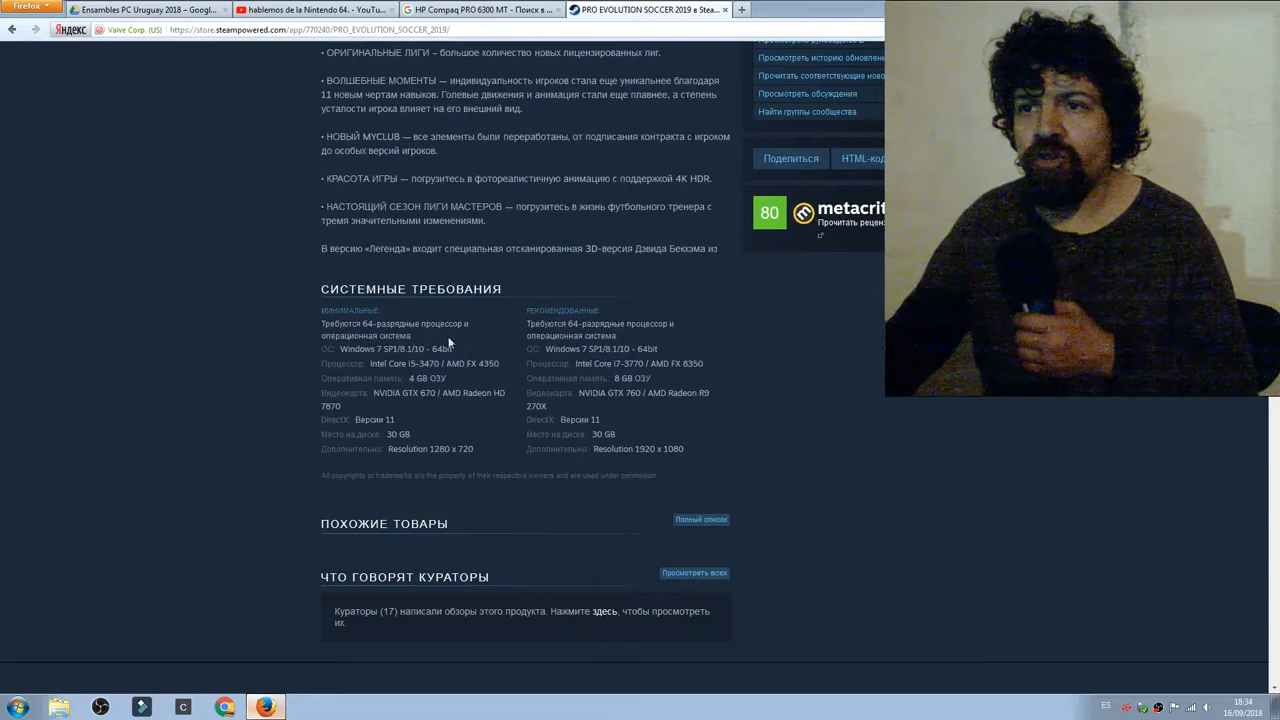 Firefox
Ensambles PC Uruguay 2018 – Googl...
hablemos de la Nintendo 64. - YouTu...
HP Compaq PRO 6300 MT - Поиск в ...
PRO EVOLUTION SOCCER 2019 в Stea...
Яндекс
Valve Corp. (US)
https://store.steampowered.com/app/770240/PRO_EVOLUTION_SOCCER_2019/
• ОРИГИНАЛЬНЫЕ ЛИГИ – большое количество новых лицензированных лиг.
• ВОЛШЕБНЫЕ МОМЕНТЫ — индивидуальность игроков стала еще уникальнее благодаря
11 новым чертам навыков. Голевые движения и анимация стали еще плавнее, а степень
усталости игрока влияет на его внешний вид.
• НОВЫЙ MYCLUB — все элементы были переработаны, от подписания контракта с игроком
до особых версий игроков.
• КРАСОТА ИГРЫ — погрузитесь в фотореалистичную анимацию с поддержкой 4K HDR.
• НАСТОЯЩИЙ СЕЗОН ЛИГИ МАСТЕРОВ — погрузитесь в жизнь футбольного тренера с
тремя значительными изменениями.
В версию «Легенда» входит специальная отсканированная 3D-версия Дэвида Бекхэма из
Просмотреть историю обновлени
Прочитать соответствующие ново
Просмотреть обсуждения
Найти группы сообщества
Поделиться
HTML-код
80
metacrit
Прочитать рецен
СИСТЕМНЫЕ ТРЕБОВАНИЯ
МИНИМАЛЬНЫЕ:
Требуются 64-разрядные процессор и
операционная система
ОС: Windows 7 SP1/8.1/10 - 64bit
Процессор: Intel Core i5-3470 / AMD FX 4350
Оперативная память: 4 GB ОЗУ
Видеокарта: NVIDIA GTX 670 / AMD Radeon HD
7870
DirectX: Версии 11
Место на диске: 30 GB
Дополнительно: Resolution 1280 x 720
РЕКОМЕНДОВАННЫЕ:
Требуются 64-разрядные процессор и
операционная система
ОС: Windows 7 SP1/8.1/10 - 64bit
Процессор: Intel Core i7-3770 / AMD FX 8350
Оперативная память: 8 GB ОЗУ
Видеокарта: NVIDIA GTX 760 / AMD Radeon R9
270X
DirectX: Версии 11
Место на диске: 30 GB
Дополнительно: Resolution 1920 x 1080
All copyrights or trademarks are the property of their respective owners and are used under permission
ПОХОЖИЕ ТОВАРЫ
Полный список
ЧТО ГОВОРЯТ КУРАТОРЫ
Просмотреть всех
Кураторы (17) написали обзоры этого продукта. Нажмите здесь, чтобы просмотреть
их.
ES
18:34
16/09/2018